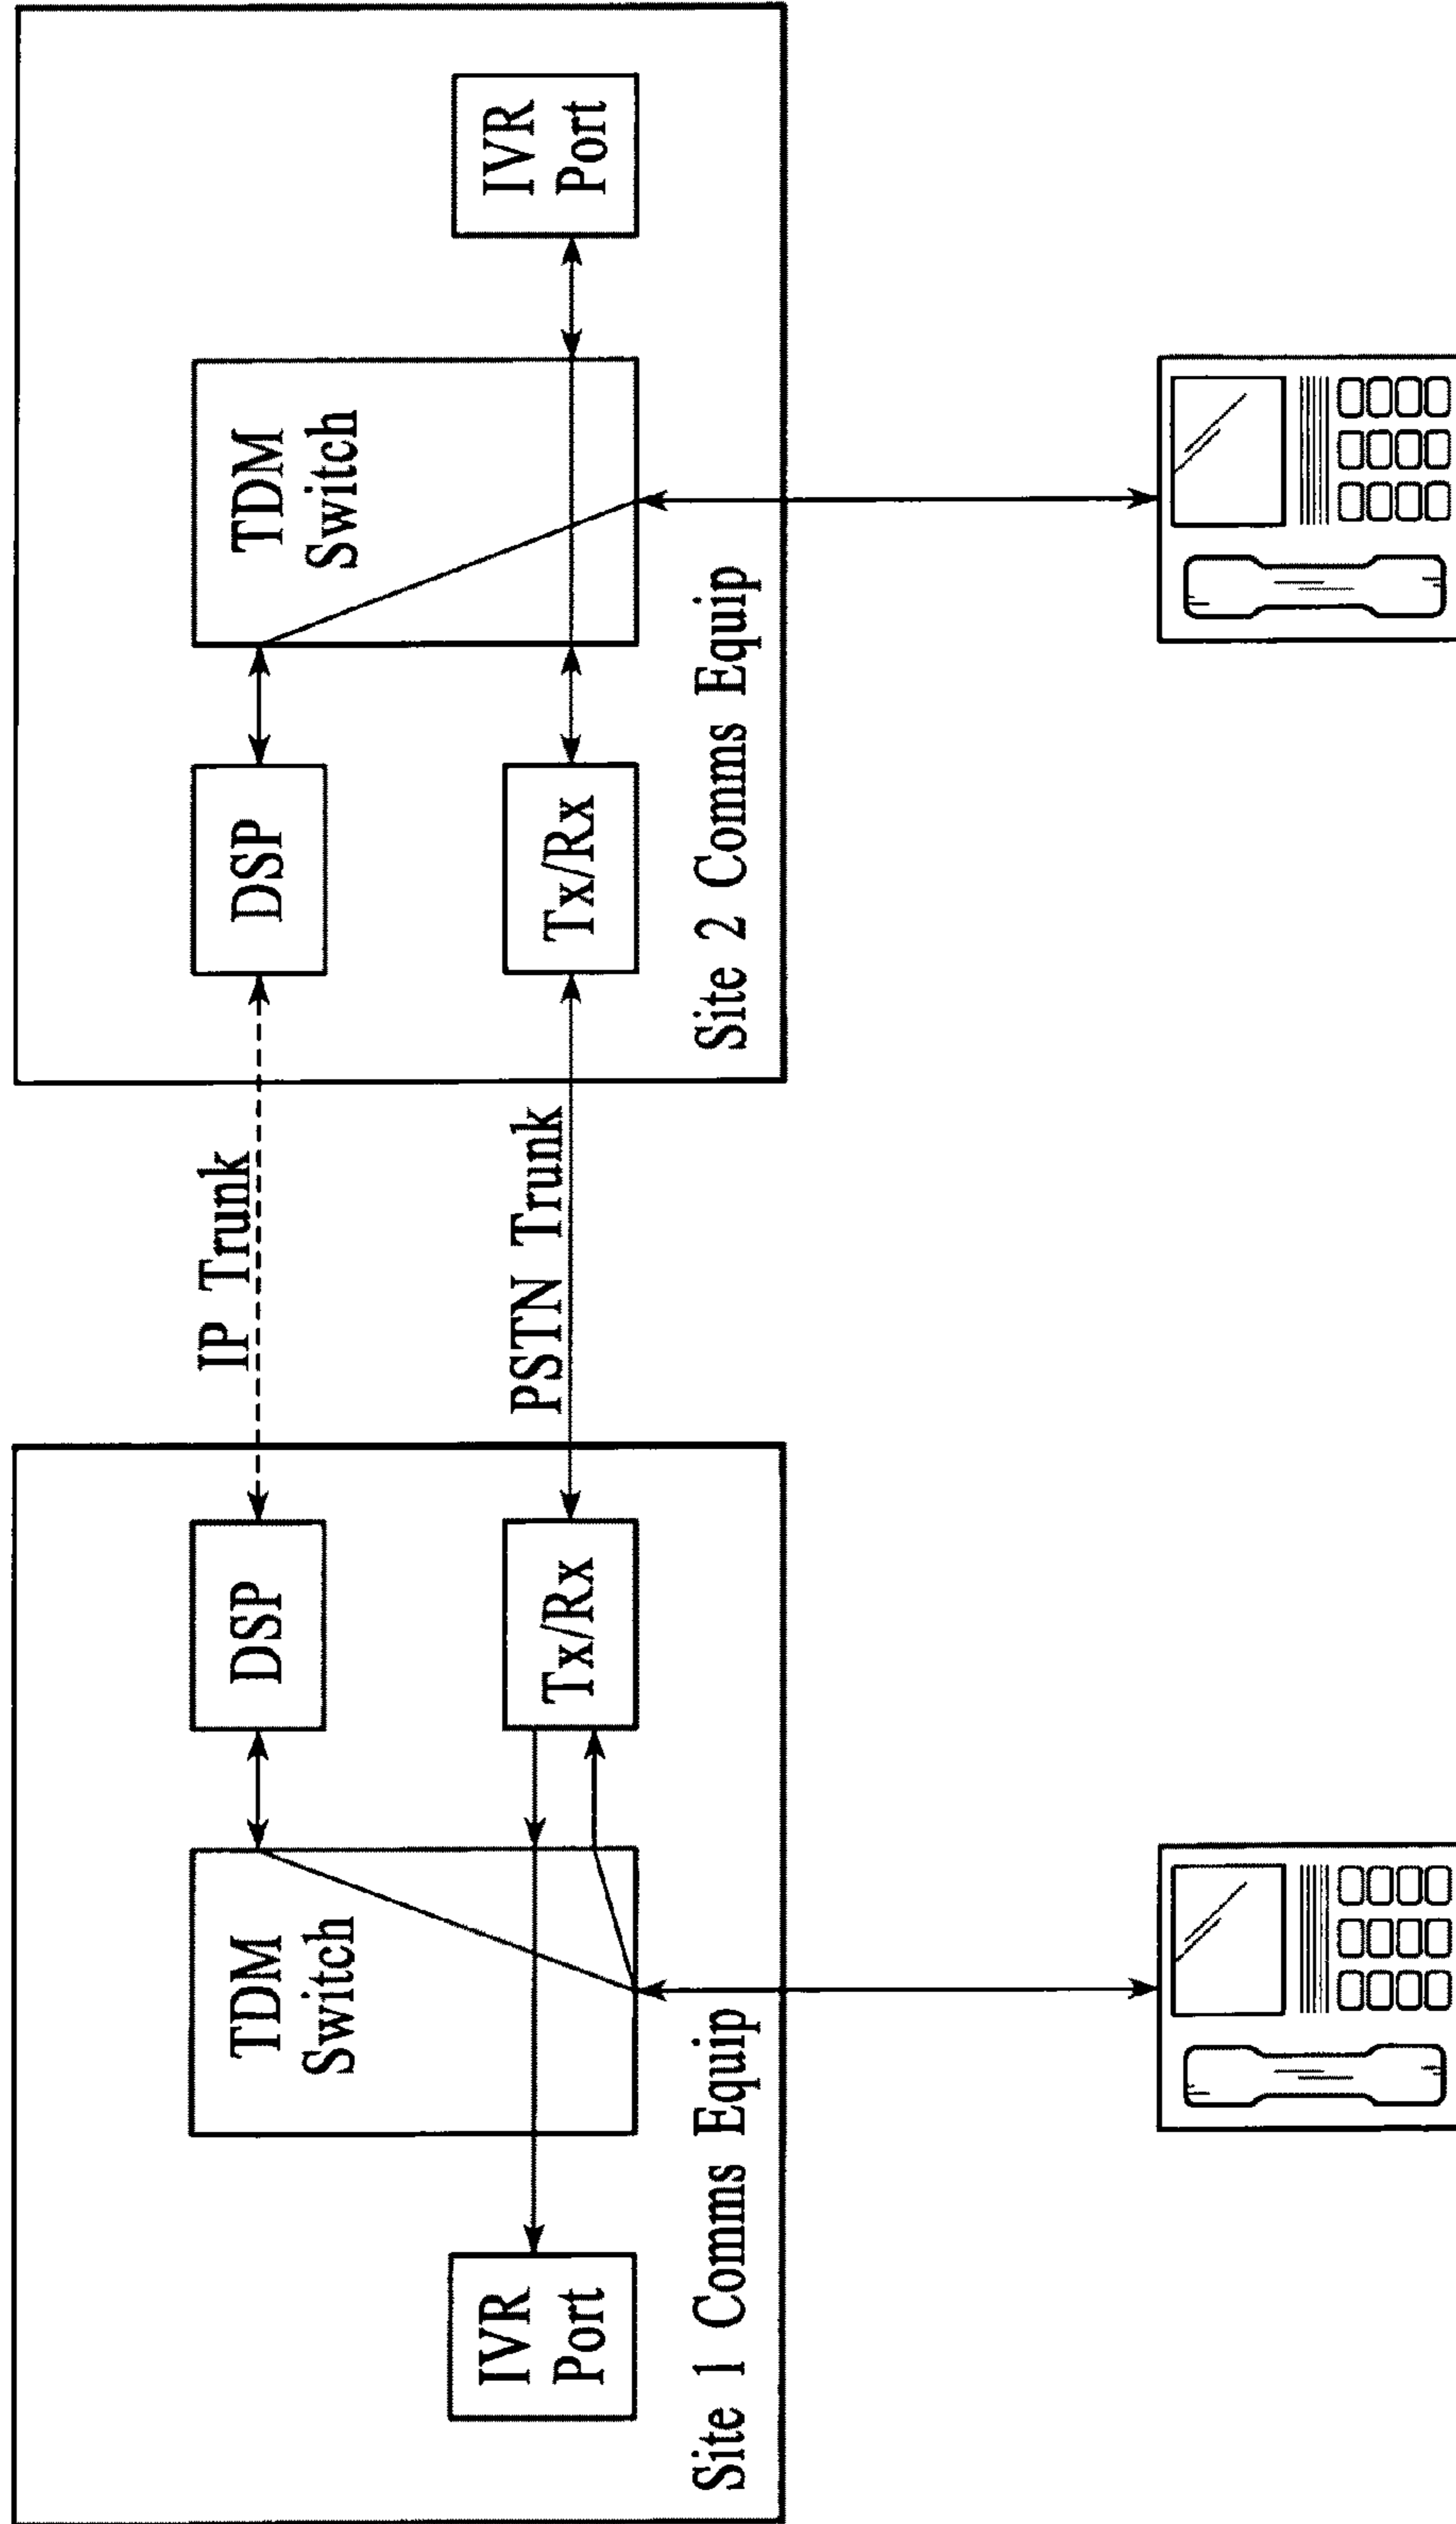 IP Trunk
PSTN Trunk
TDM
Switch
DSP
IVR
Port
Tx/Rx
Site 1 Comms Equip
DSP
TDM
Switch
Tx/Rx
IVR
Port
Site 2 Comms Equip